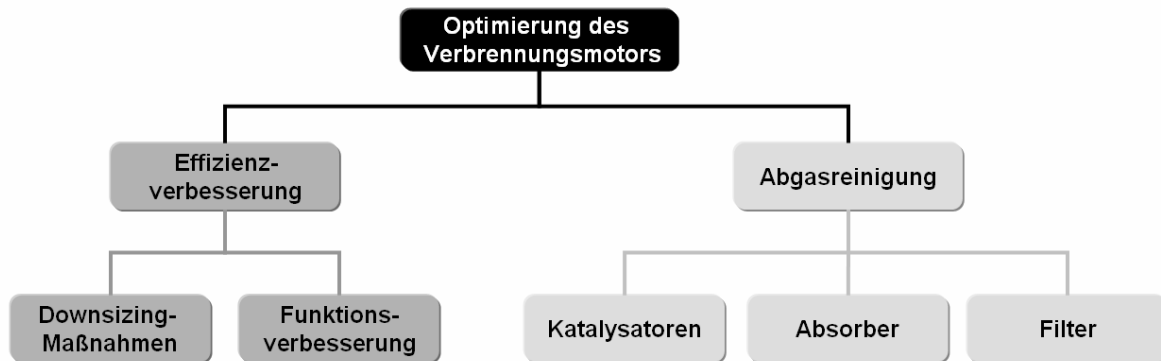 Optimierung des
Verbrennungsmotors
Effizienz-
verbesserung
Abgasreinigung
Downsizing-
Maßnahmen
Funktions-
verbesserung
Katalysatoren
Absorber
Filter